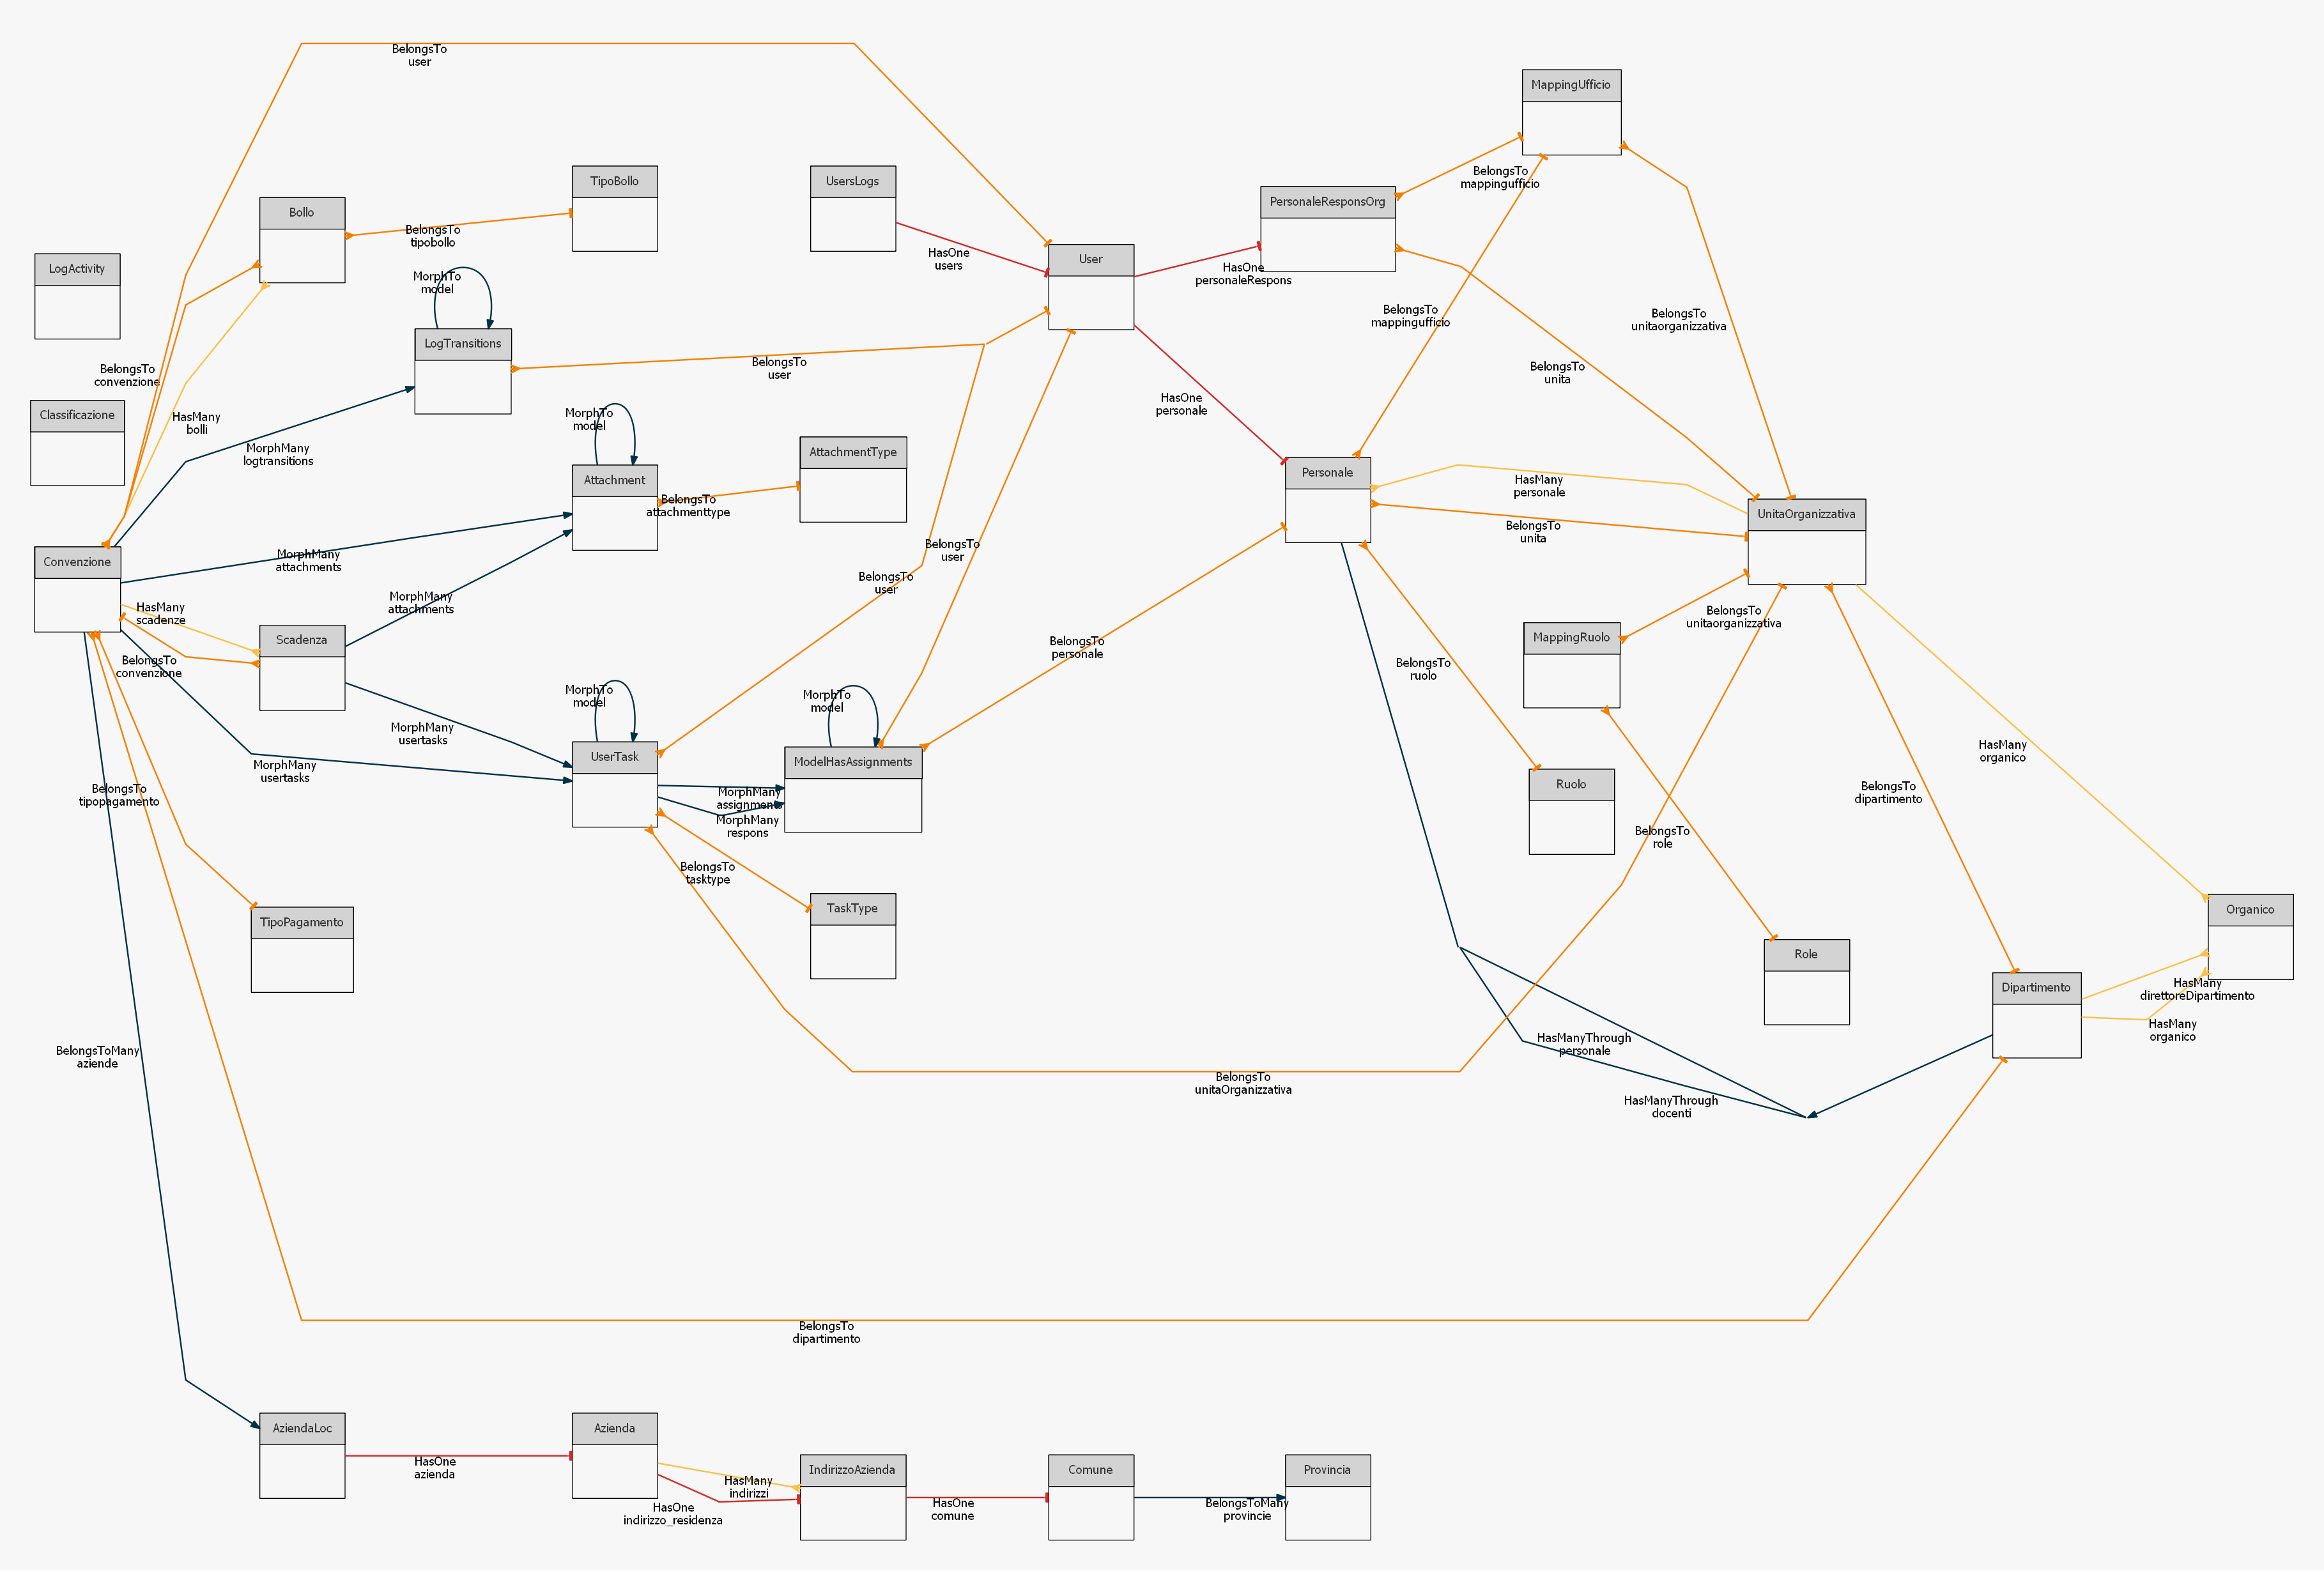 BelongsTo
user
MappingUfficio
TipoBollo
UsersLogs
BelongsTo
mappingufficio
Bollo
PersonaleResponsOrg
BelongsTo
tipobollo
LogActivity
HasOne
users
User
HasOne
personaleRespons
MorphTo
model
BelongsTo
mappingufficio
BelongsTo
unitaorganizzativa
LogTransitions
BelongsTo
convenzione
BelongsTo
user
BelongsTo
unita
HasOne
personale
Classificazione
HasMany
bolli
MorphTo
model
MorphMany
logtransitions
AttachmentType
Attachment
BelongsTo
attachmenttype
Personale
HasMany
personale
UnitaOrganizzativa
BelongsTo
unita
Convenzione
MorphMany
attachments
BelongsTo
user
BelongsTo
user
HasMany
scadenze
MorphMany
attachments
Scadenza
BelongsTo
unitaorganizzativa
MappingRuolo
BelongsTo
personale
BelongsTo
convenzione
BelongsTo
ruolo
MorphTo
model
MorphTo
model
MorphMany
usertasks
UserTask
ModelHasAssignments
HasMany
organico
MorphMany
usertasks
BelongsTo
tipopagamento
MorphMany
assignments
MorphMany
respons
Ruolo
BelongsTo
dipartimento
BelongsTo
role
BelongsTo
tasktype
TaskType
TipoPagamento
Organico
Role
Dipartimento
HasMany
direttoreDipartimento
HasMany
organico
HasManyThrough
personale
BelongsToMany
aziende
BelongsTo
unitaOrganizzativa
HasManyThrough
docenti
BelongsTo
dipartimento
AziendaLoc
Azienda
HasOne
azienda
IndirizzoAzienda
Comune
Provincia
HasMany
indirizzi
HasOne
indirizzo_residenza
HasOne
comune
BelongsToMany
provincie